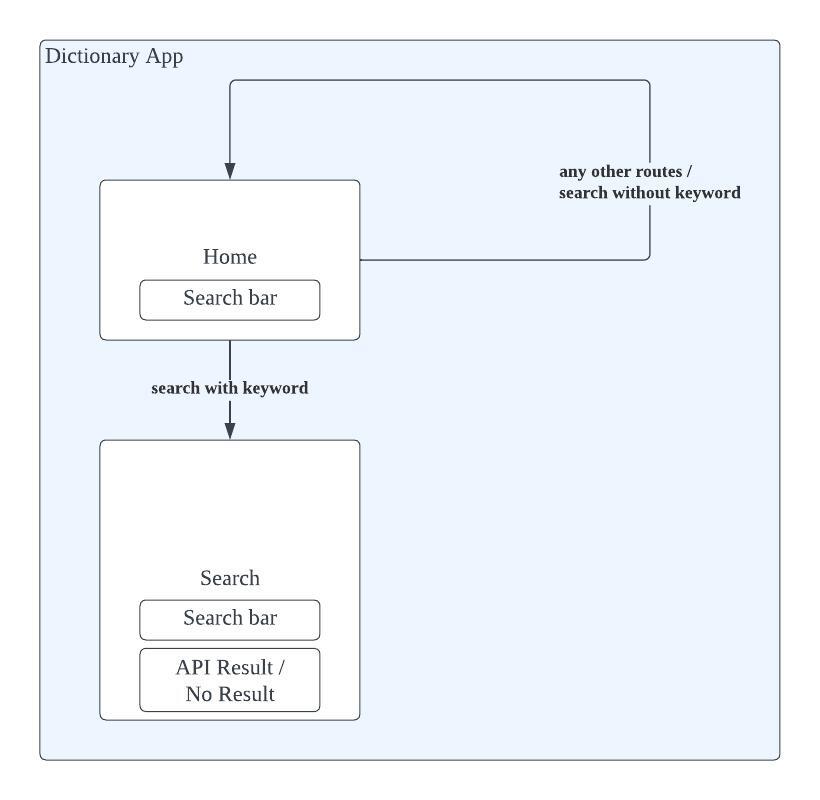 Dictionary App
any other routes /
search without keyword
Home
Search bar
search with keyword
Search
Search bar
API Result /
No Result